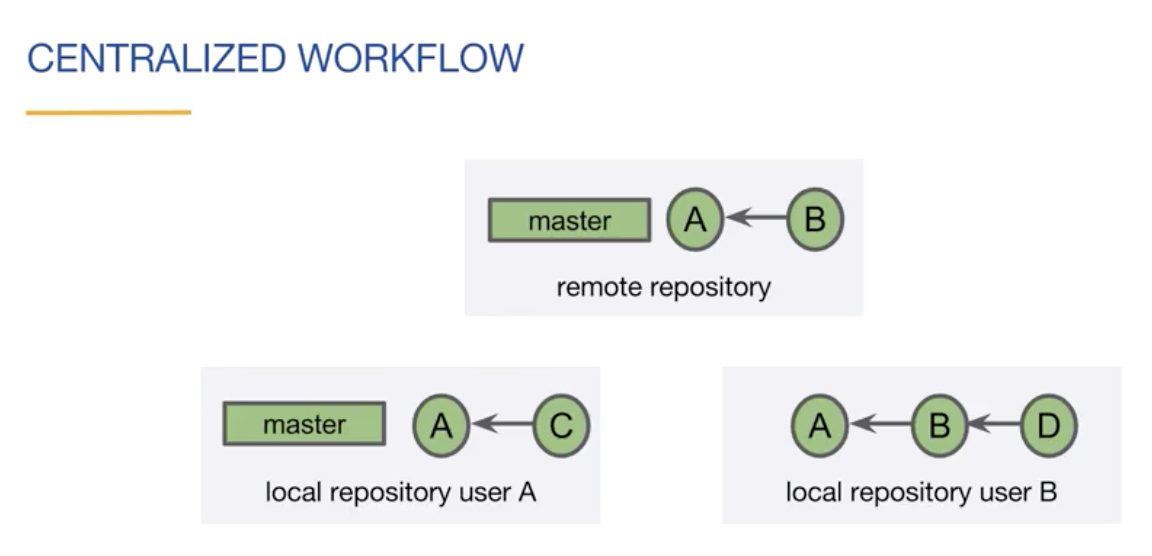 CENTRALIZED WORKFLOW
master A B
remote repository
master A C
local repository user A
A B D
local repository user B